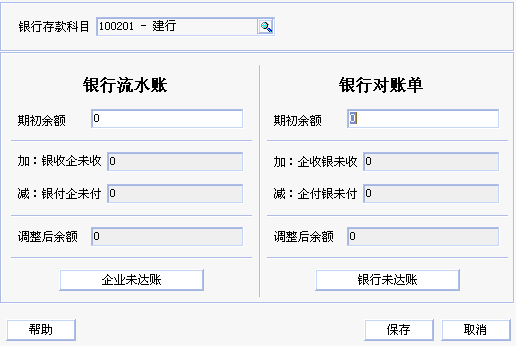 银行存款科目 100201 - 建行
银行流水账
期初余额 0
加：银收企未收 0
减：银付企未付 0
调整后余额 0
企业未达账
银行对账单
期初余额 0
加：企收银未收 0
减：企付银未付 0
调整后余额 0
银行未达账
帮助 保存 取消